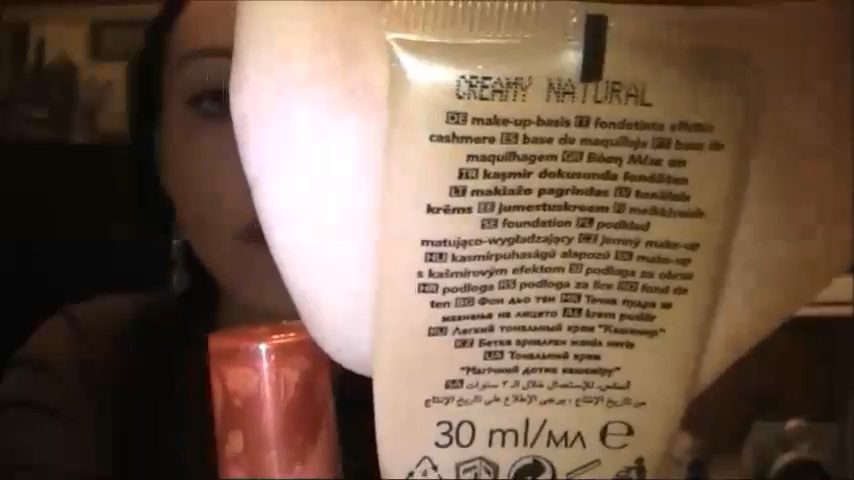 CREAMY NATURAL
DE make-up-basis IT fondotinta effetto
cashmere ES base de maquillaje PT base de
maquilhagem GR Βάση Μέικ απ
TR kaşmir dokusunda fondöten
LT makiažo pagrindas LV tonālais
krēms EE jumestuskreem FI meikkivoide
SE foundation PL podkład
matująco-wygładzający CZ jemný make-up
HU kasmírpuhaságú alapozó SK make-up
s kašmírovým efektom SI podlaga za obraz
HR podloga RS podloga za lice RO fond de
ten BG Фон дьо тен MK Течна пудра за
лицето AL krem pudër
RU Легкий тональный крем "Кашемир"
KZ Бетке арналған жеңіл иін
UA Тональний крем
"Магічний дотик кашеміру"
30 ml/мл e